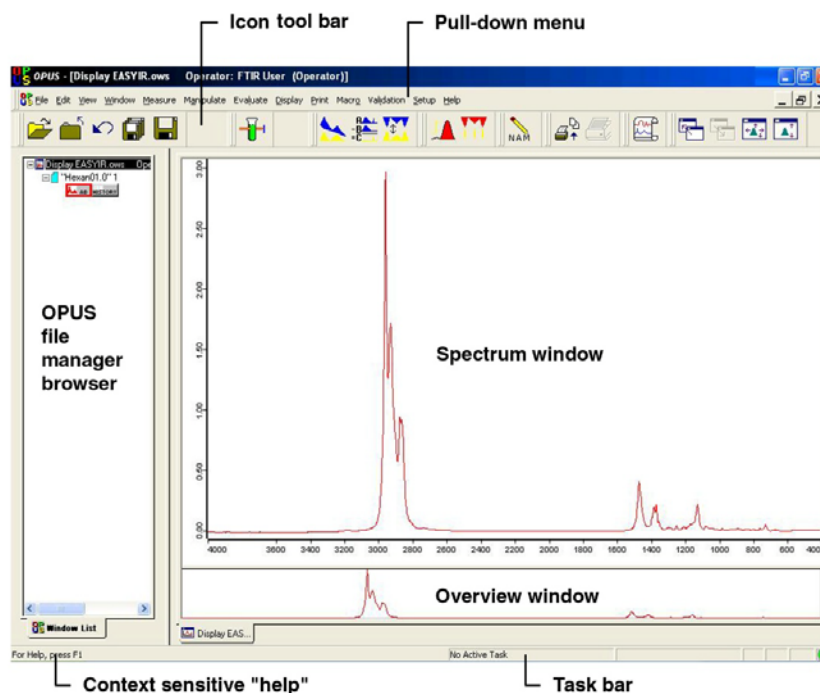 Icon tool bar
Pull-down menu
OPUS - [Display EASYIR.ows Operator: FTIR User (Operator)]
File Edit View Window Measure Manipulate Evaluate Display Print Macro Validation Setup Help
NAM
Display EASYIR.ows Ope
"Hexan01.0" 1
AB HISTORY
OPUS
file
manager
browser
3.00
2.50
2.00
1.50
1.00
0.50
0.00
Spectrum window
4000 3600 3200 3000 2800 2600 2400 2200 2000 1800 1600 1400 1200 1000 800 600 400
Overview window
Window List
Display EAS...
For Help, press F1
No Active Task
Context sensitive "help"
Task bar